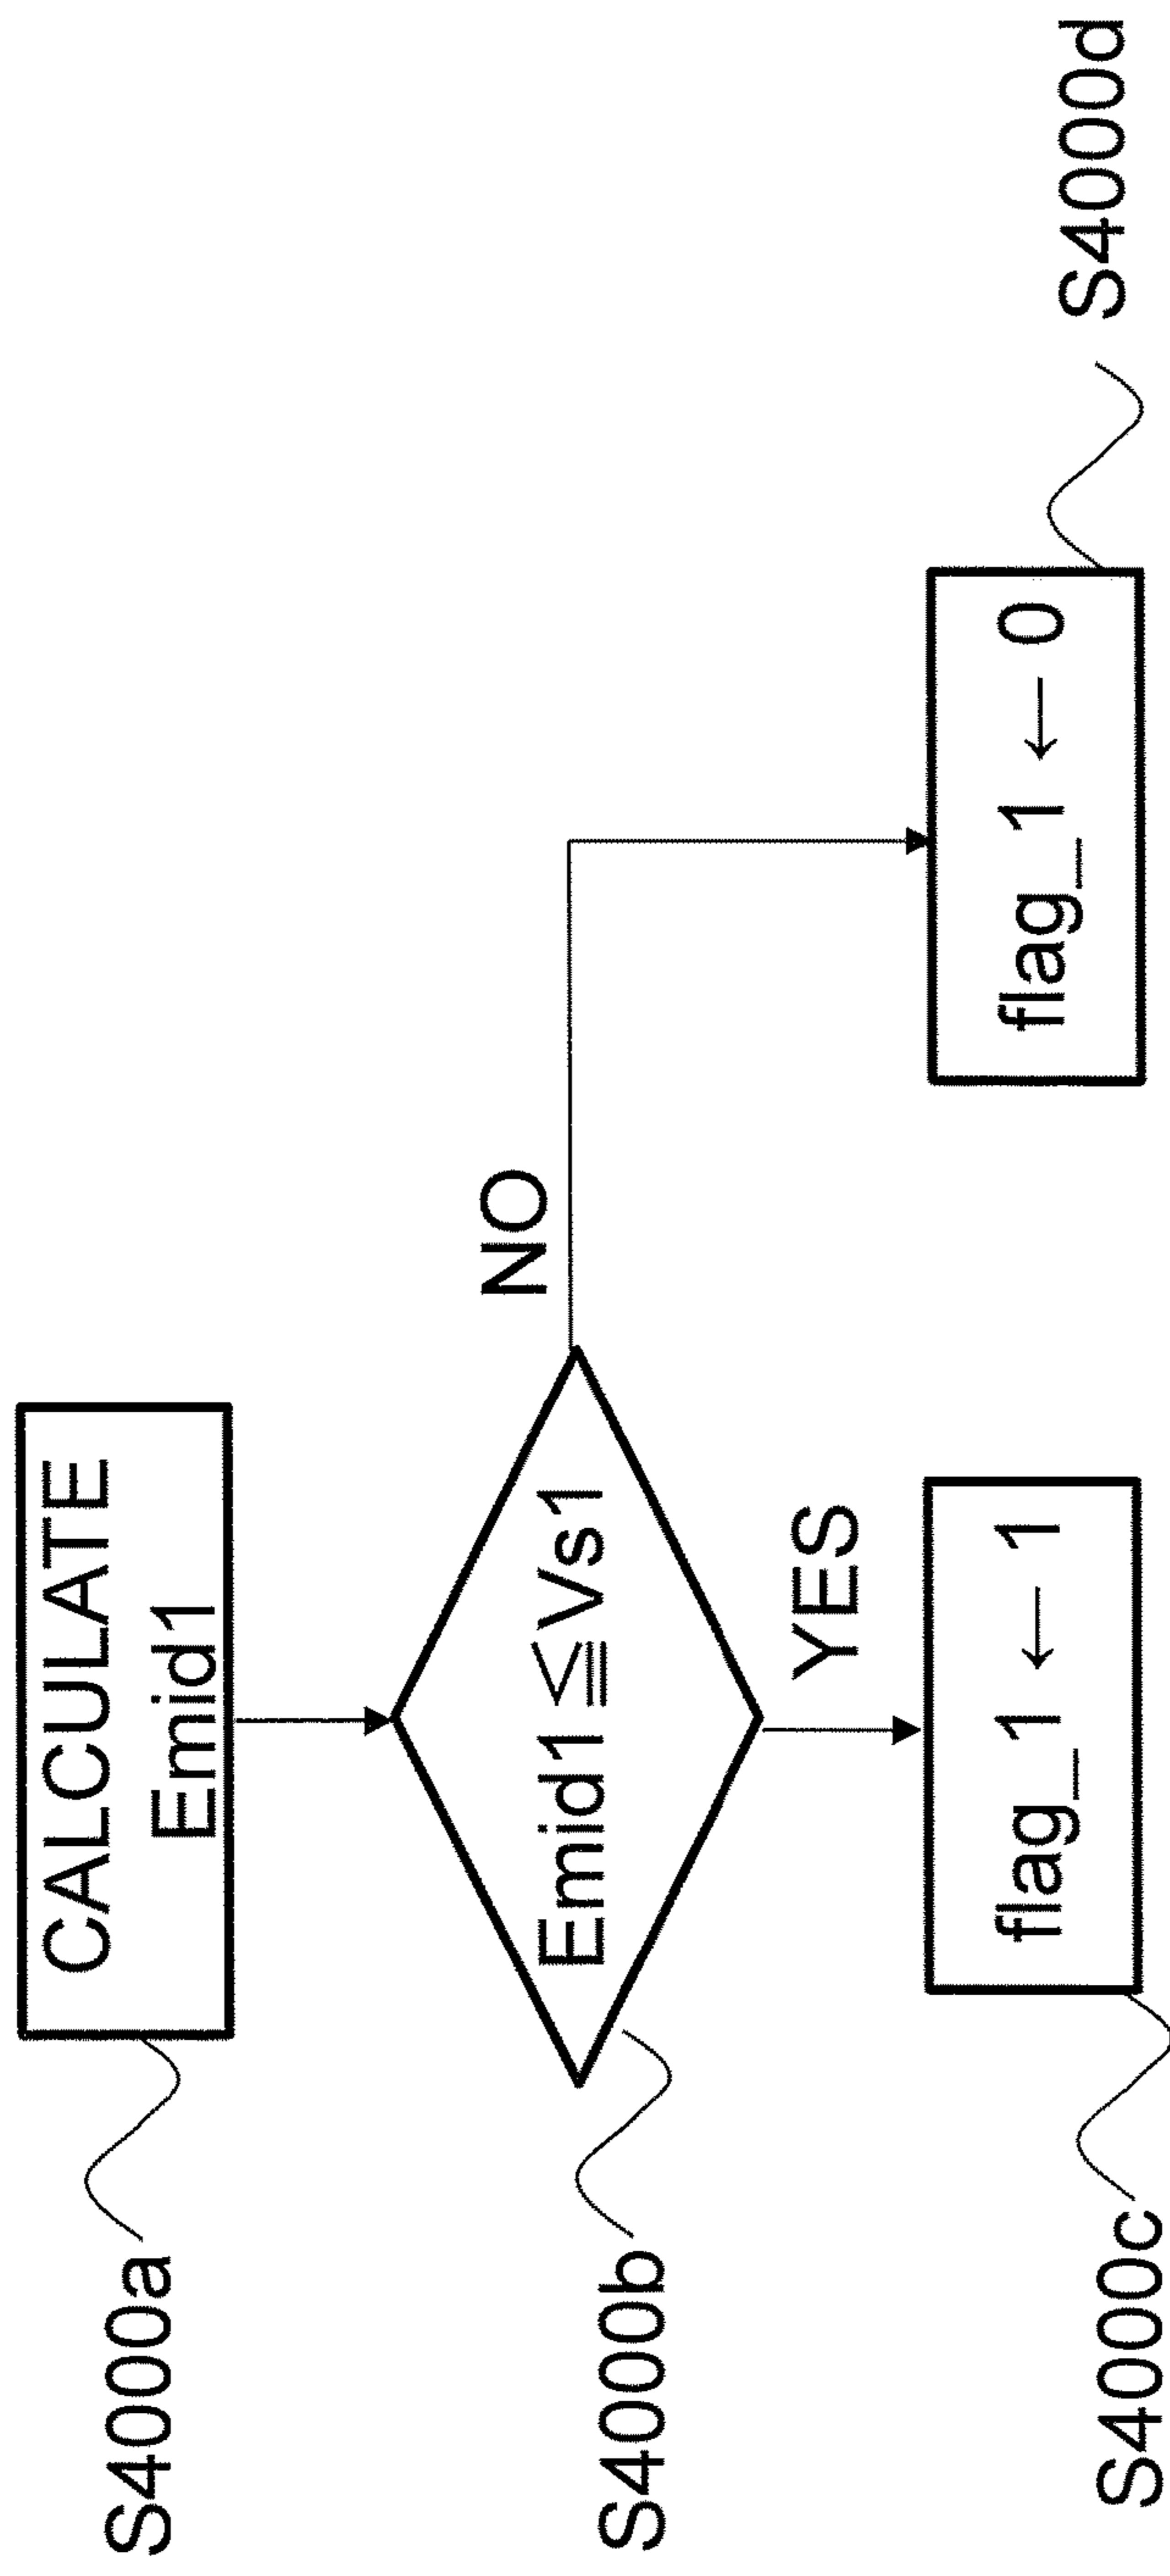 S4000a
CALCULATE
Emid1
S4000b
Emid1≦Vs1
NO
YES
S4000c
flag_1 ← 1
flag_1 ← 0
S4000d